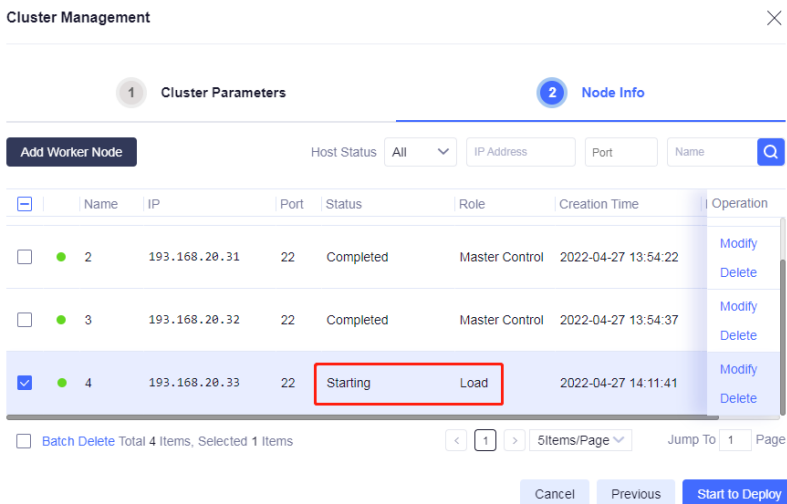 Cluster Management
1 Cluster Parameters
2 Node Info
Add Worker Node Host Status All IP Address Port Name
Name IP Port Status Role Creation Time Operation
2 193.168.20.31 22 Completed Master Control 2022-04-27 13:54:22 Modify
Delete
3 193.168.20.32 22 Completed Master Control 2022-04-27 13:54:37 Modify
Delete
4 193.168.20.33 22 Starting Load 2022-04-27 14:11:41 Modify
Delete
Batch Delete Total 4 Items, Selected 1 Items < 1 > 5Items/Page Jump To 1 Page
Cancel Previous Start to Deploy